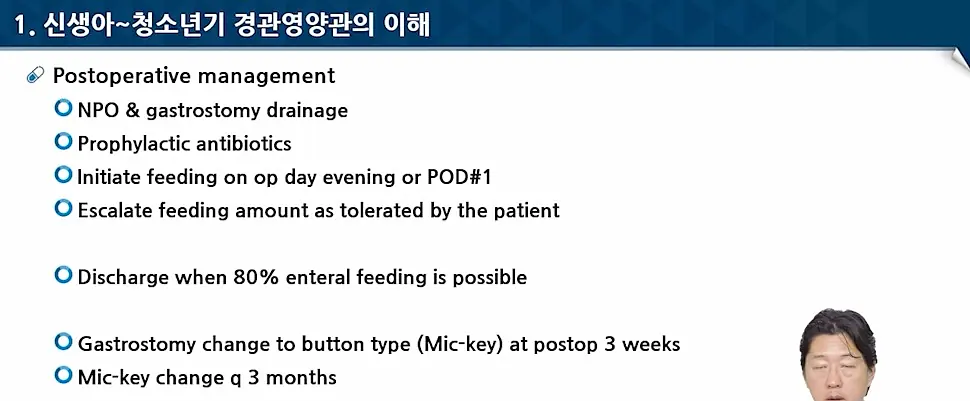 1. 신생아~청소년기 경관영양관의 이해
Postoperative management
NPO & gastrostomy drainage
Prophylactic antibiotics
Initiate feeding on op day evening or POD#1
Escalate feeding amount as tolerated by the patient
Discharge when 80% enteral feeding is possible
Gastrostomy change to button type (Mic-key) at postop 3 weeks
Mic-key change q 3 months